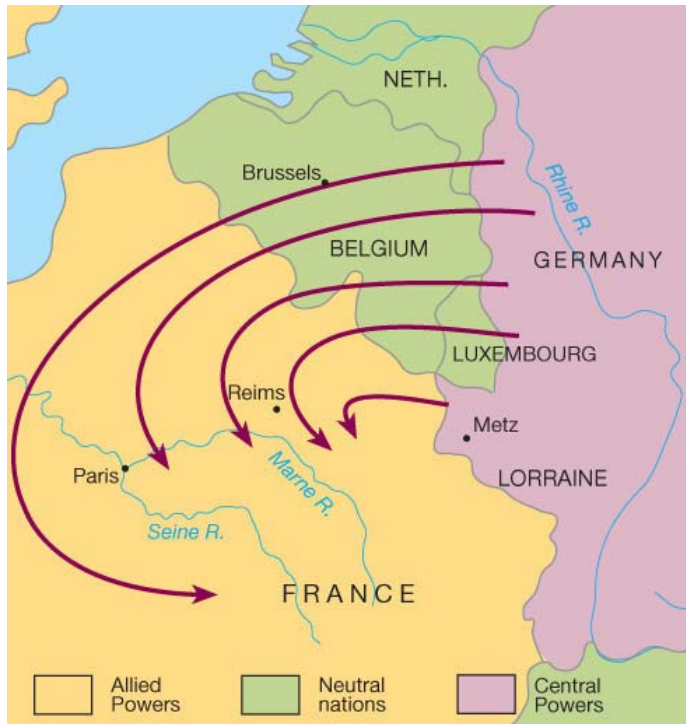 NETH.
Brussels
Rhine R.
BELGIUM
GERMANY
LUXEMBOURG
Reims
Metz
Paris
Marne R.
LORRAINE
Seine R.
FRANCE
Allied
Powers
Neutral
nations
Central
Powers